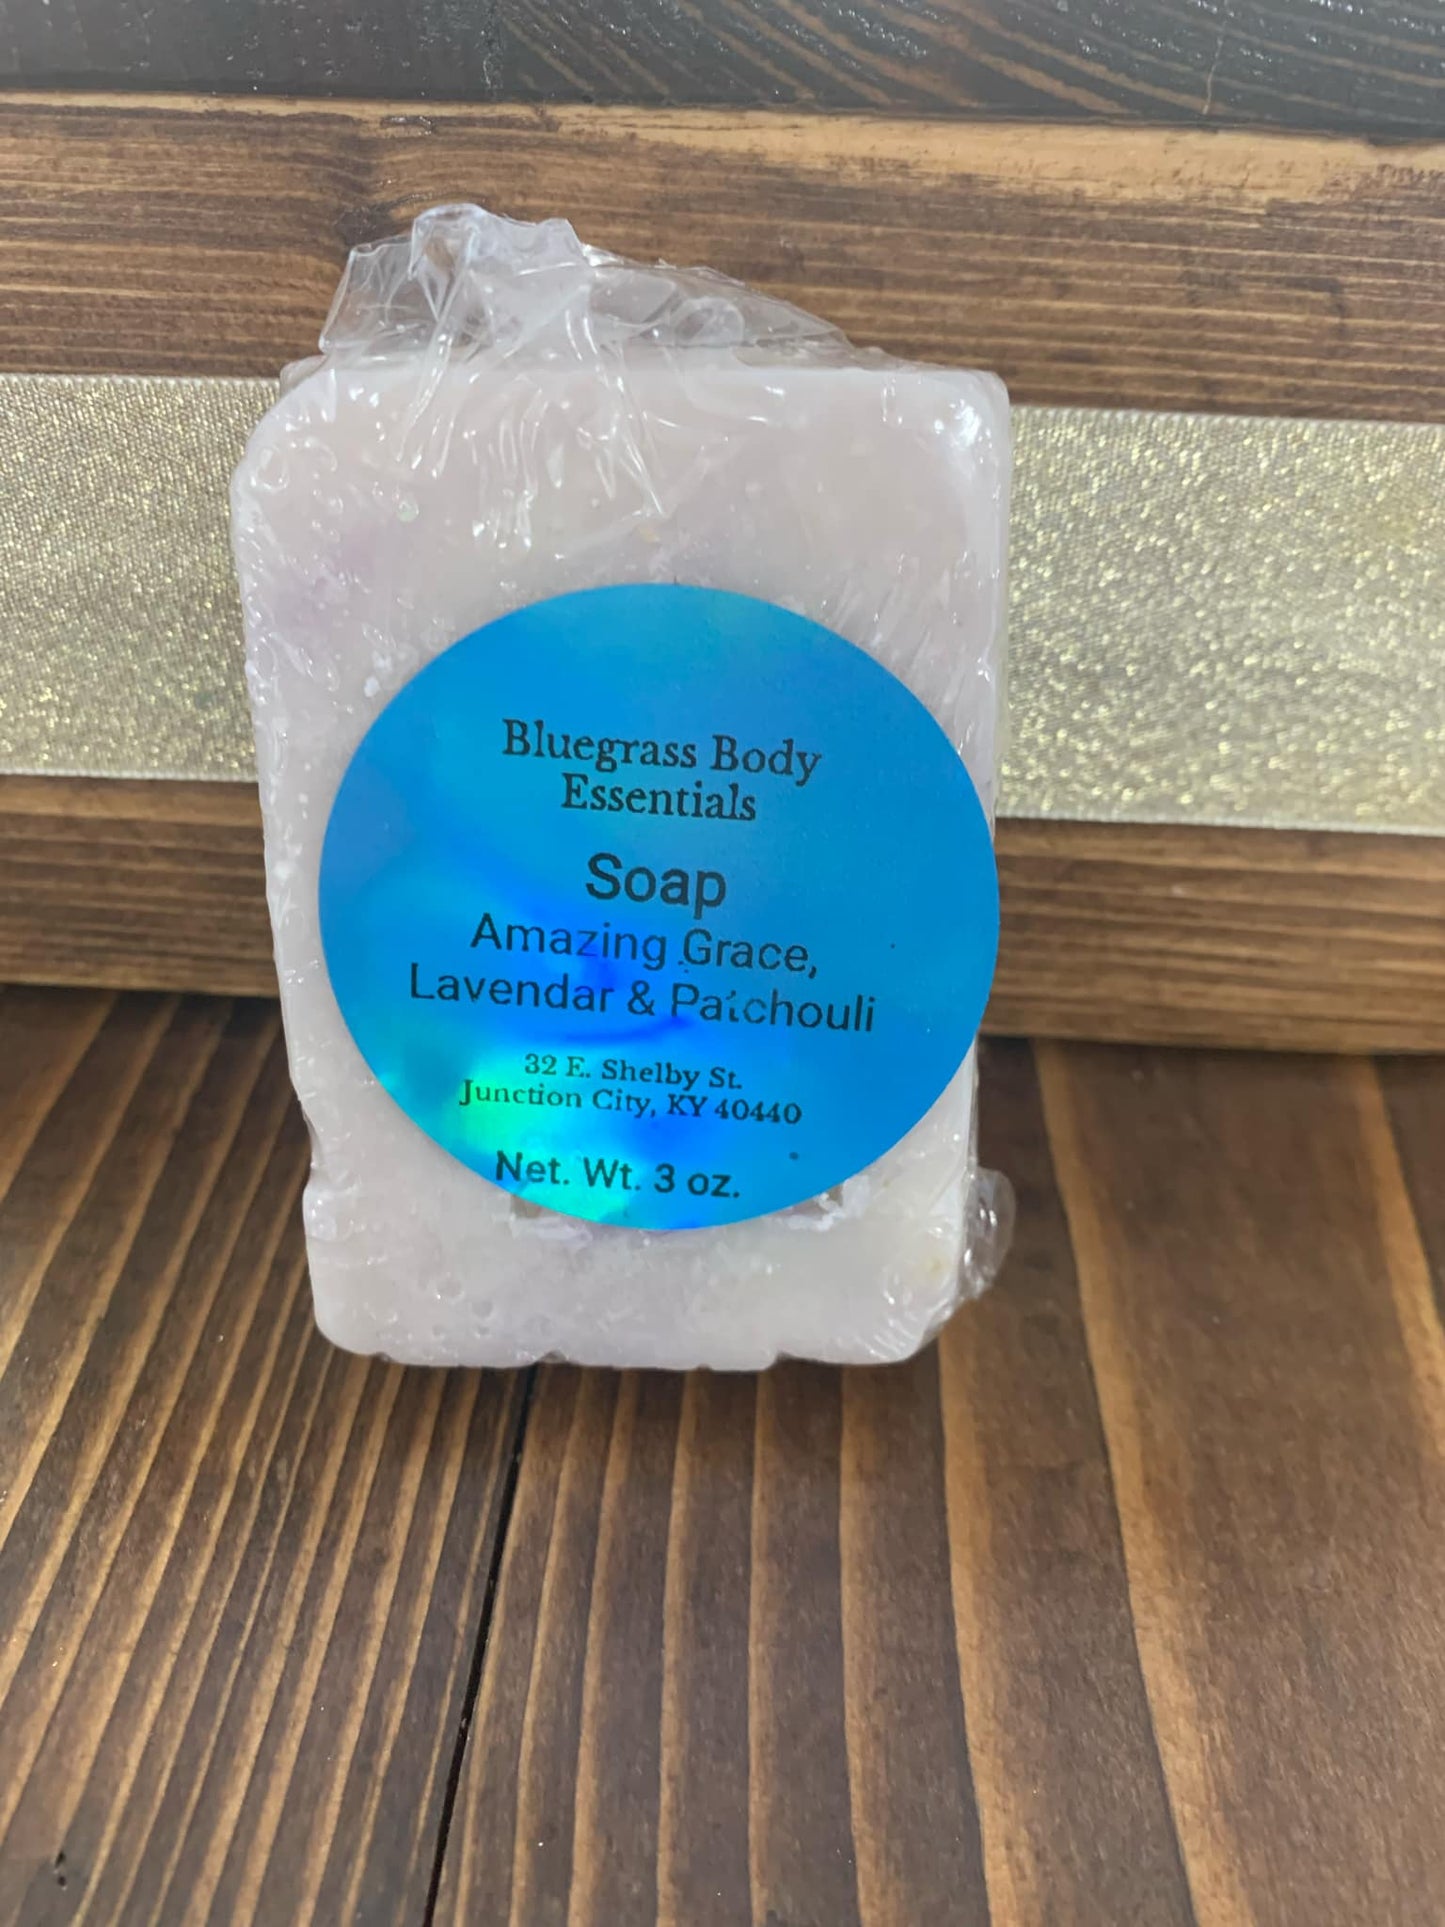 Bluegrass Body
Essentials
Soap
Amazing Grace,
Lavendar & Patchouli
32 E. Shelby St.
Junction City, KY 40440
Net. Wt. 3 oz.